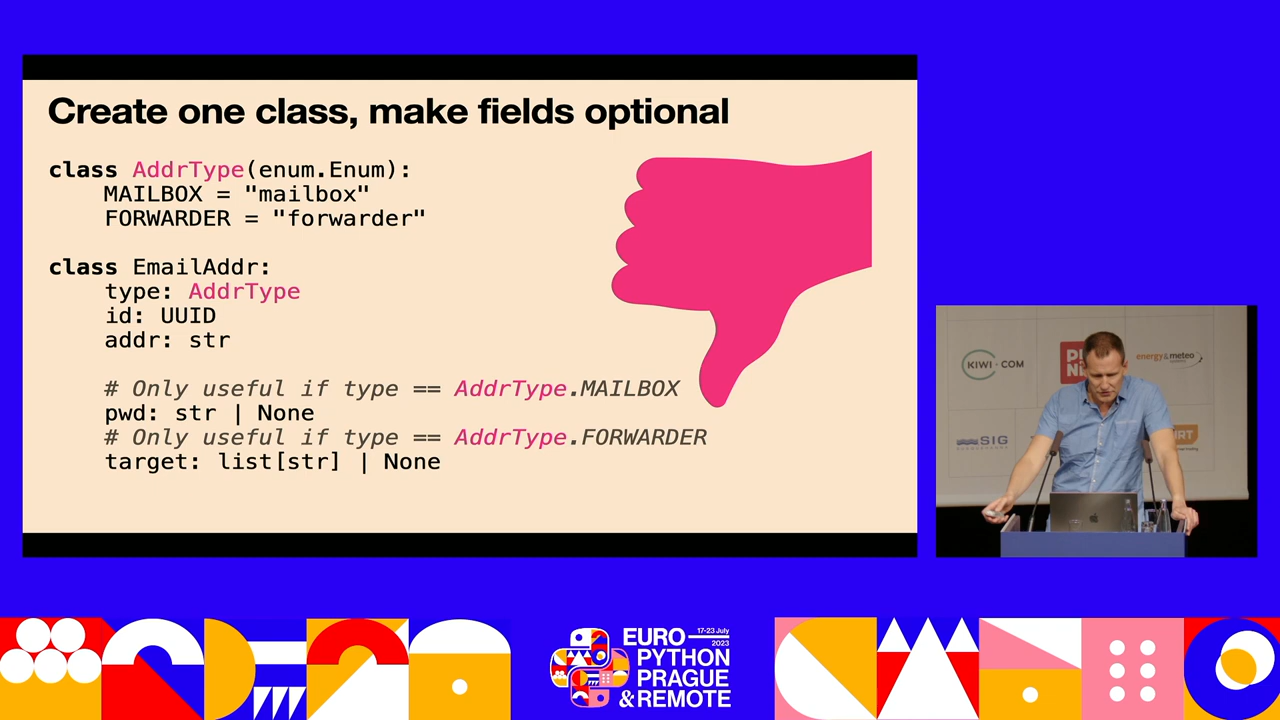 Create one class, make fields optional
class AddrType(enum.Enum):
    MAILBOX = "mailbox"
    FORWARDER = "forwarder"
class EmailAddr:
    type: AddrType
    id: UUID
    addr: str
    # Only useful if type == AddrType.MAILBOX
    pwd: str | None
    # Only useful if type == AddrType.FORWARDER
    target: list[str] | None
KIWI.COM
energy & meteo
SIG
17-23 July
2023
EURO
PYTHON
PRAGUE
& REMOTE